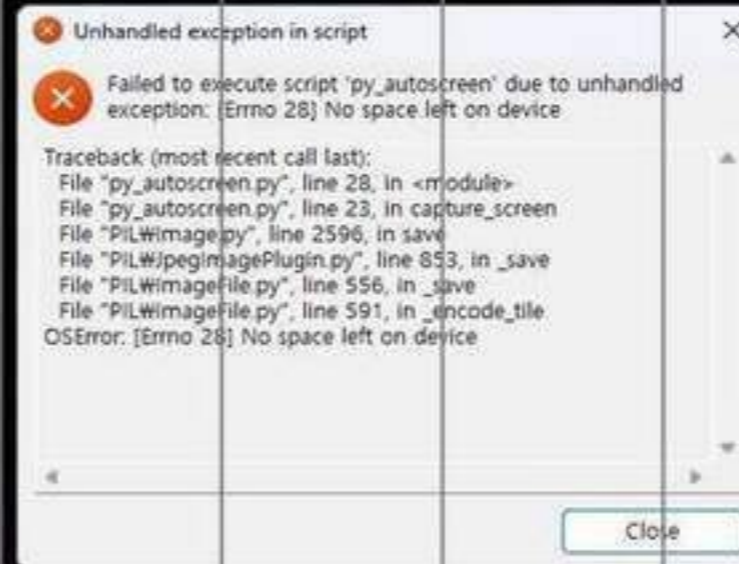 Unhandled exception in script
Failed to execute script 'py_autoscreen' due to unhandled
exception: [Errno 28] No space left on device
Traceback (most recent call last):
File "py_autoscreen.py", line 28, in <module>
File "py_autoscreen.py", line 23, in capture_screen
File "PIL₩Image.py", line 2596, in save
File "PIL₩JpegImagePlugin.py", line 853, in _save
File "PIL₩ImageFile.py", line 556, in _save
File "PIL₩ImageFile.py", line 591, in _encode_tile
OSError: [Errno 28] No space left on device
Close